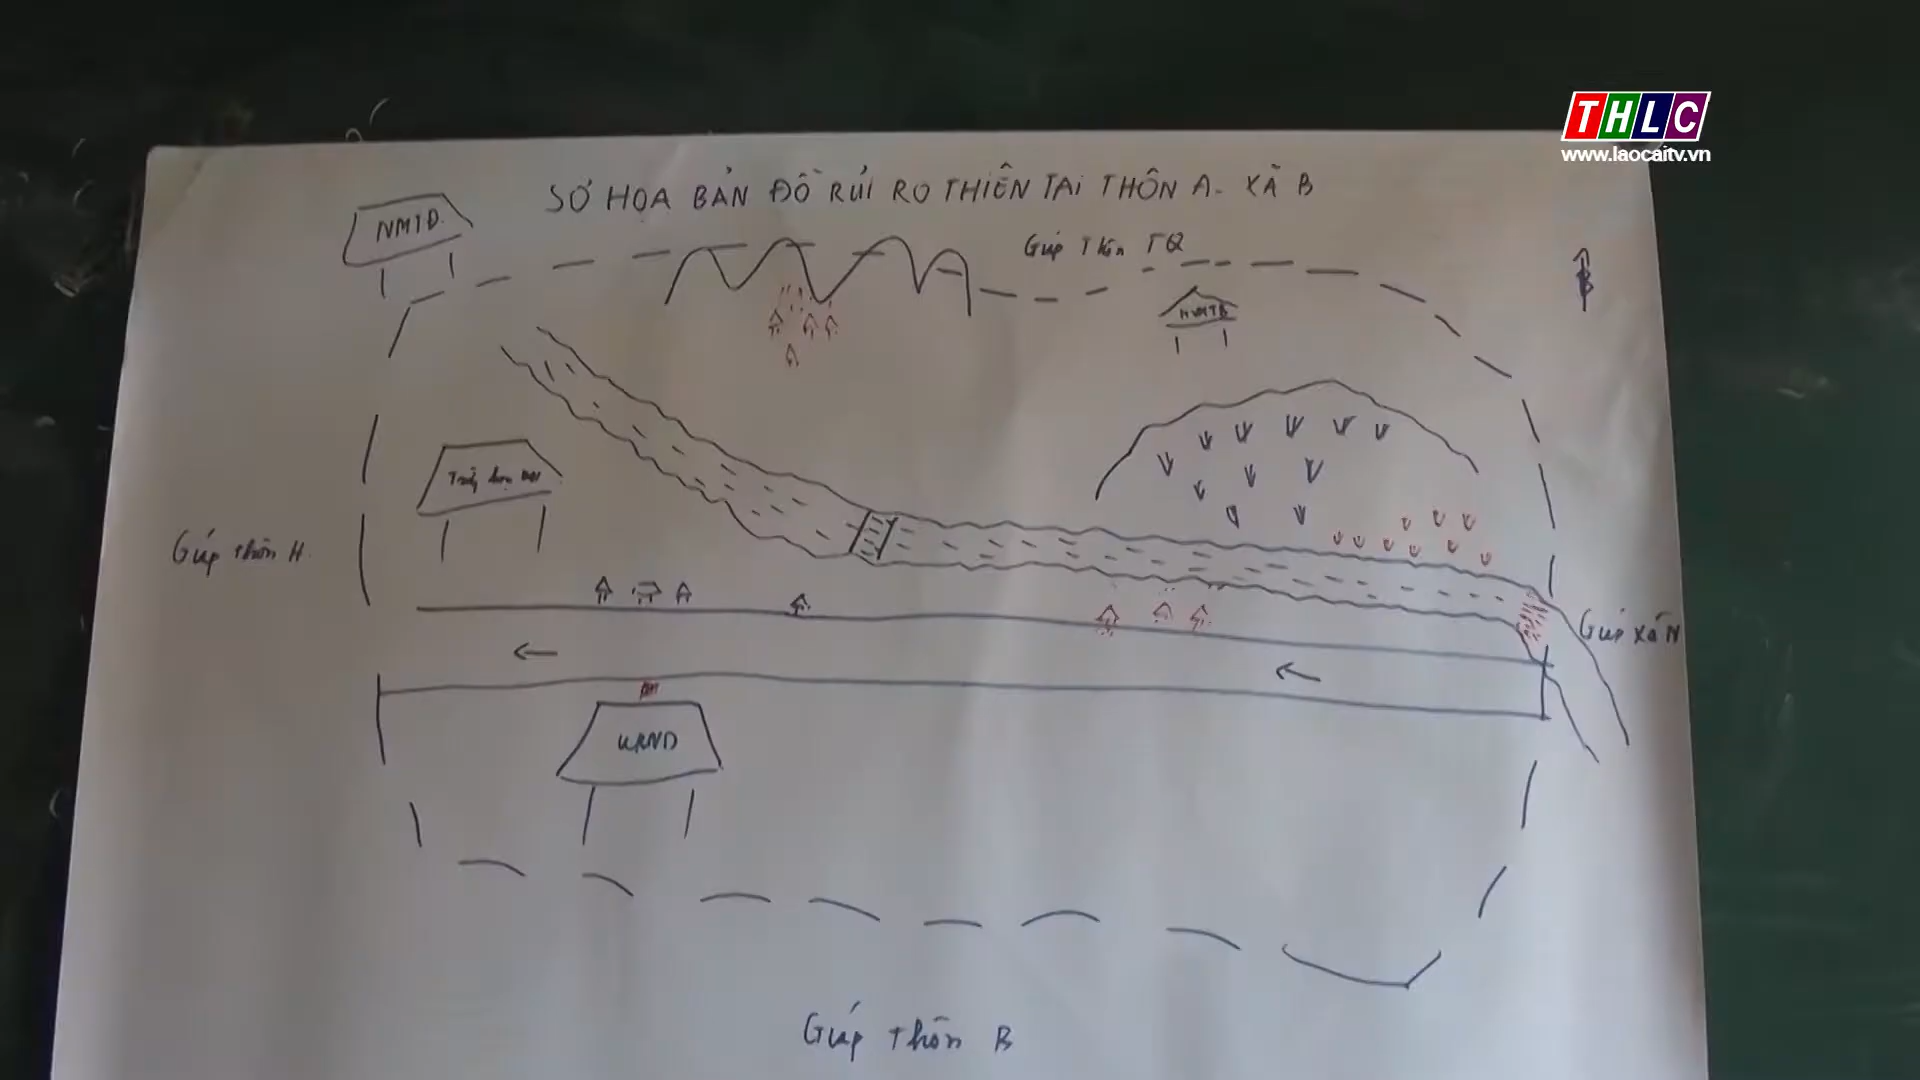 THLC
www.laocaitv.vn
SƠ HỌA BẢN ĐỒ RỦI RO THIÊN TAI THÔN A - XÃ B
NMTĐ
Giáp Thôn TQ
B
Giáp thôn H.
Giáp xã N
UBND
Giáp thôn B